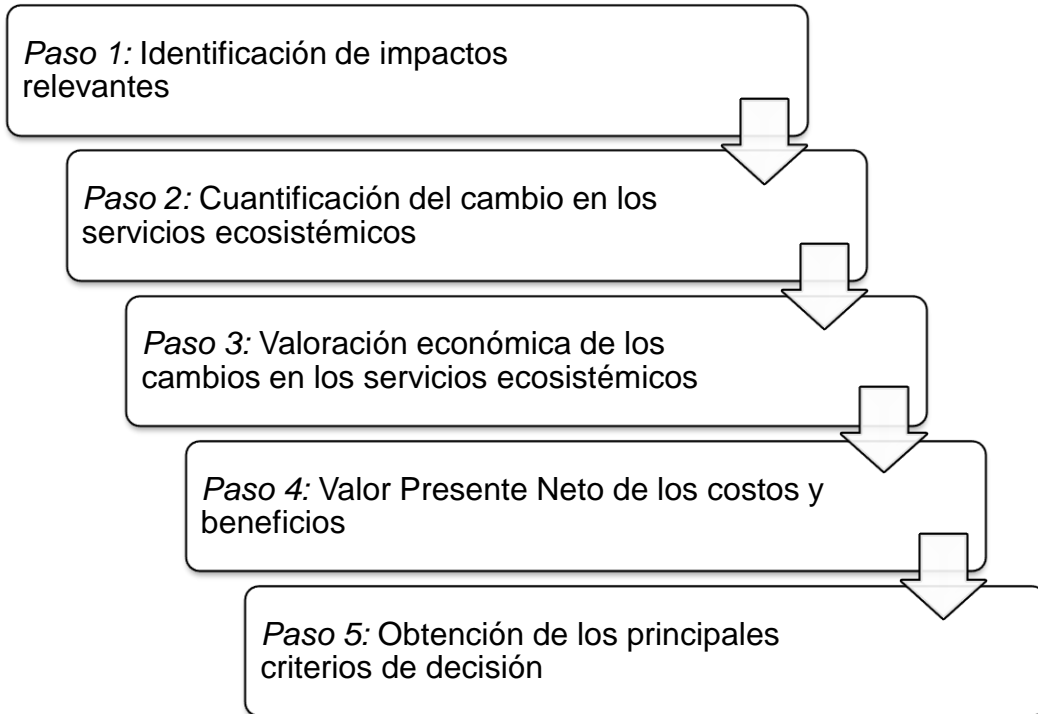 Paso 1: Identificación de impactos
relevantes
Paso 2: Cuantificación del cambio en los
servicios ecosistémicos
Paso 3: Valoración económica de los
cambios en los servicios ecosistémicos
Paso 4: Valor Presente Neto de los costos y
beneficios
Paso 5: Obtención de los principales
criterios de decisión